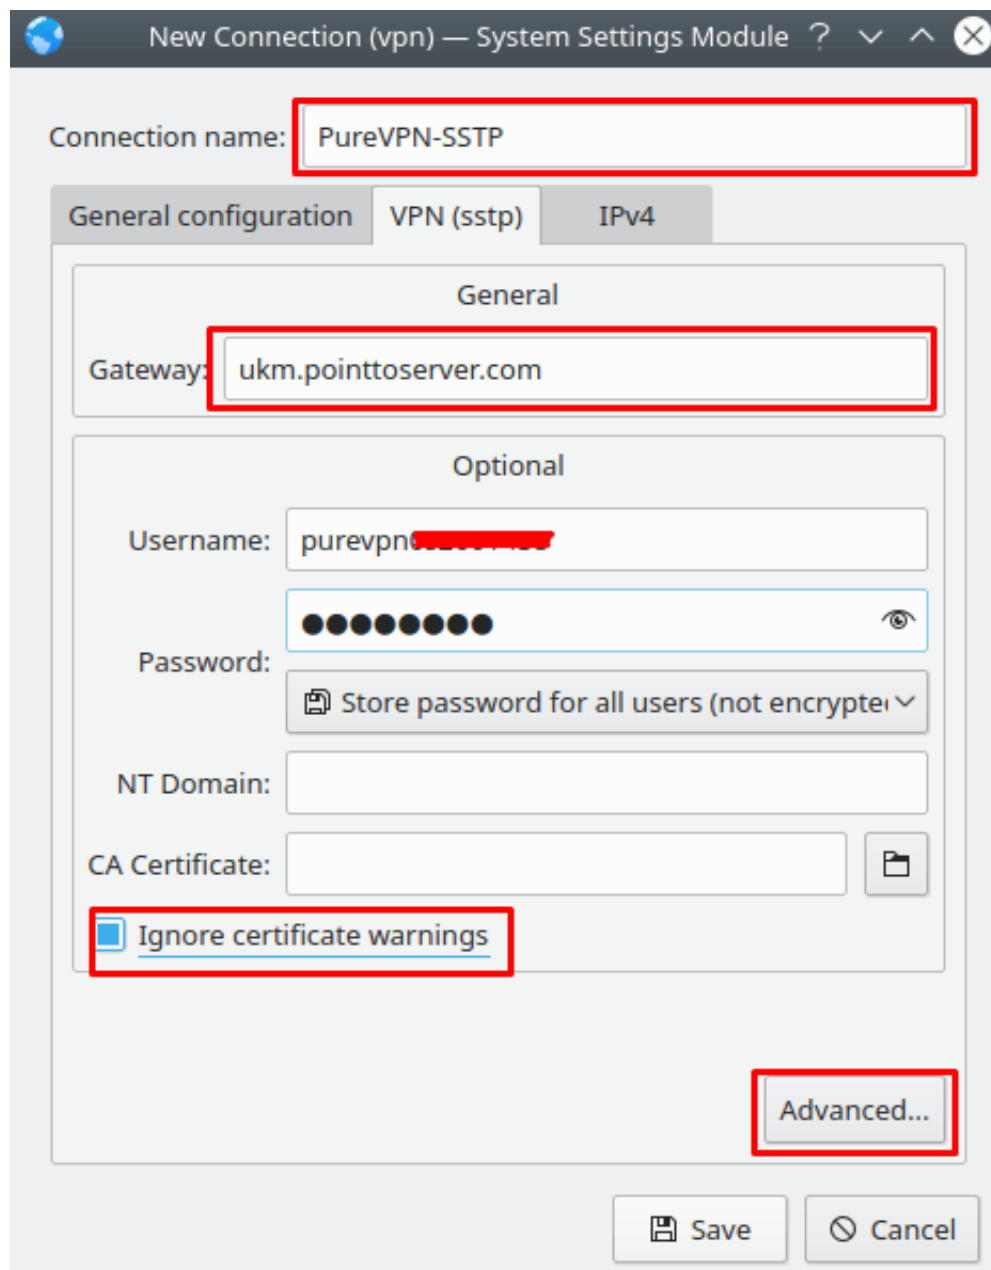 New Connection (vpn) — System Settings Module
Connection name: PureVPN-SSTP
General configuration VPN (sstp) IPv4
General
Gateway: ukm.pointtoserver.com
Optional
Username: purevpn
Password:
Store password for all users (not encrypted
NT Domain:
CA Certificate:
Ignore certificate warnings
Advanced...
Save Cancel